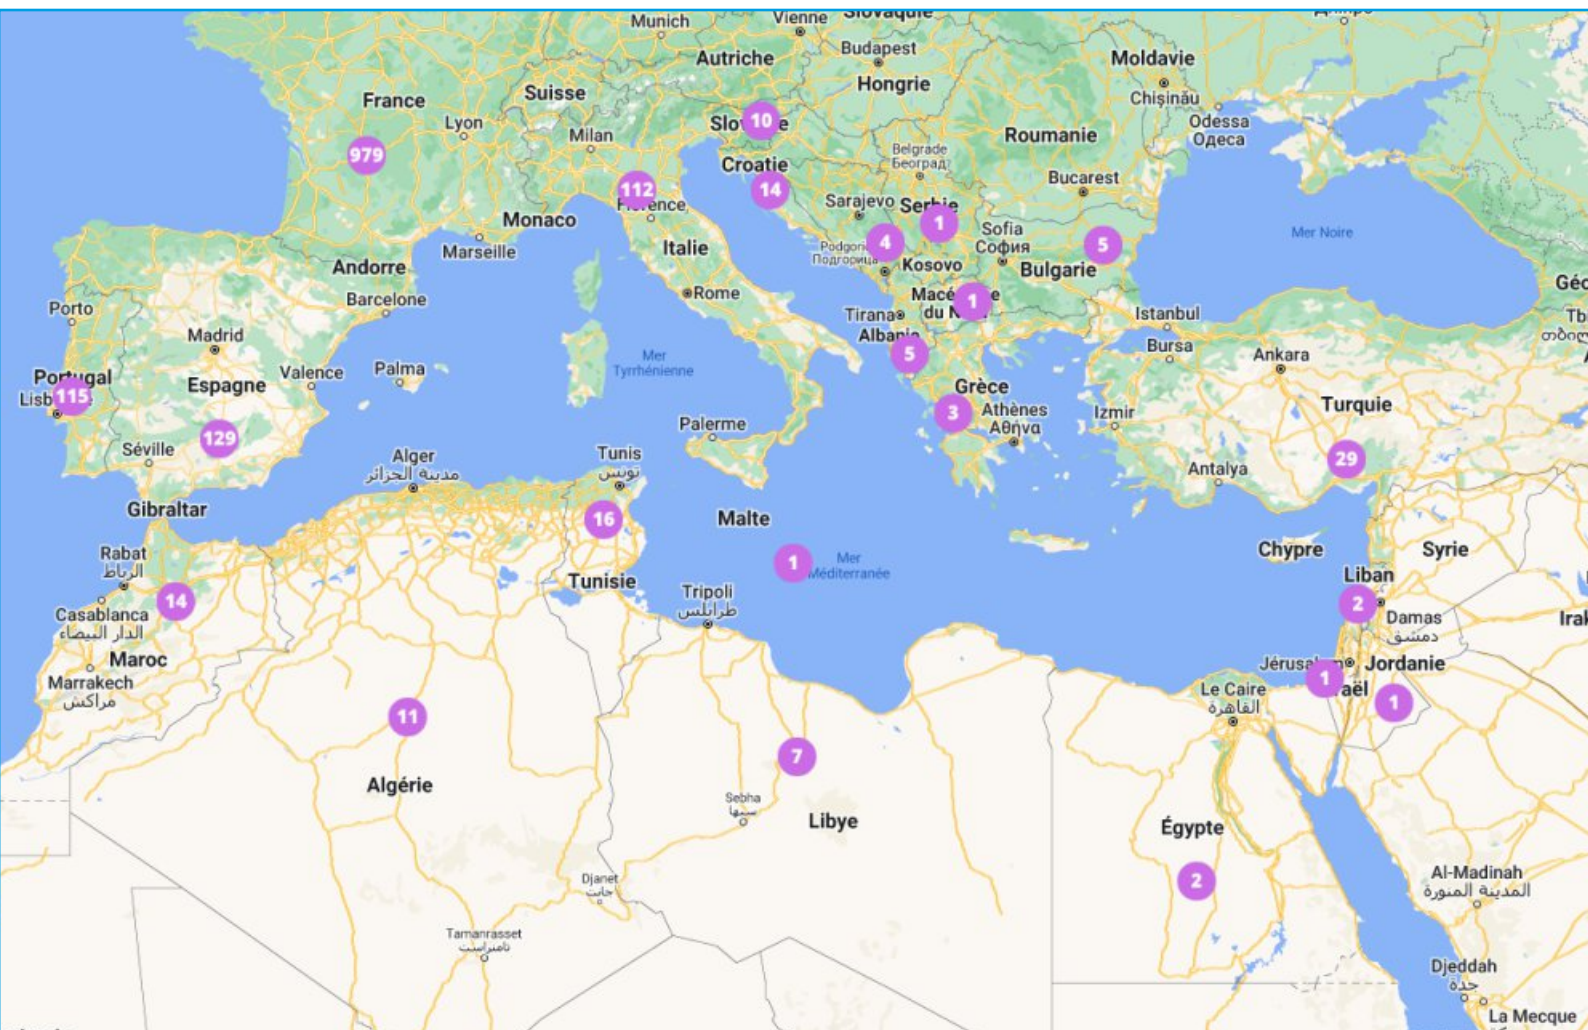 Munich
Vienne
Slovaquie
Autriche
Budapest
Hongrie
Moldavie
Chișinău
France
Suisse
Lyon
Milan
10
Croatie
14
Roumanie
Odessa
Одеса
Belgrade
Београд
Bucarest
979
112
Florence
Monaco
Marseille
Italie
Sarajevo
Serbie
1
4
Kosovo
Sofia
София
Bulgarie
5
Mer Noire
Andorre
Barcelone
Rome
Porto
Madrid
Espagne
Valence
Palma
Portugal
115
129
Séville
Gibraltar
Mer
Tyrrhénienne
Palerme
1
Tirana
Albanie
5
Grèce
3
Athènes
Αθήνα
Istanbul
Bursa
Ankara
Izmir
Turquie
Antalya
29
Alger
مدينة الجزائر
Tunis
تونس
16
Tunisie
Malte
1
Mer
Méditerranée
Chypre
Syrie
Liban
2
Damas
دمشق
Rabat
الرباط
14
Casablanca
الدار البيضاء
Maroc
Marrakech
مراكش
Tripoli
طرابلس
Jérusalem
1
Jordanie
1
Le Caire
القاهرة
11
Algérie
7
Sebha
سبها
Libye
Égypte
2
Djanet
جانت
Tamanrasset
تامنراست
Al-Madinah
المدينة المنورة
Djeddah
جدة
La Mecque